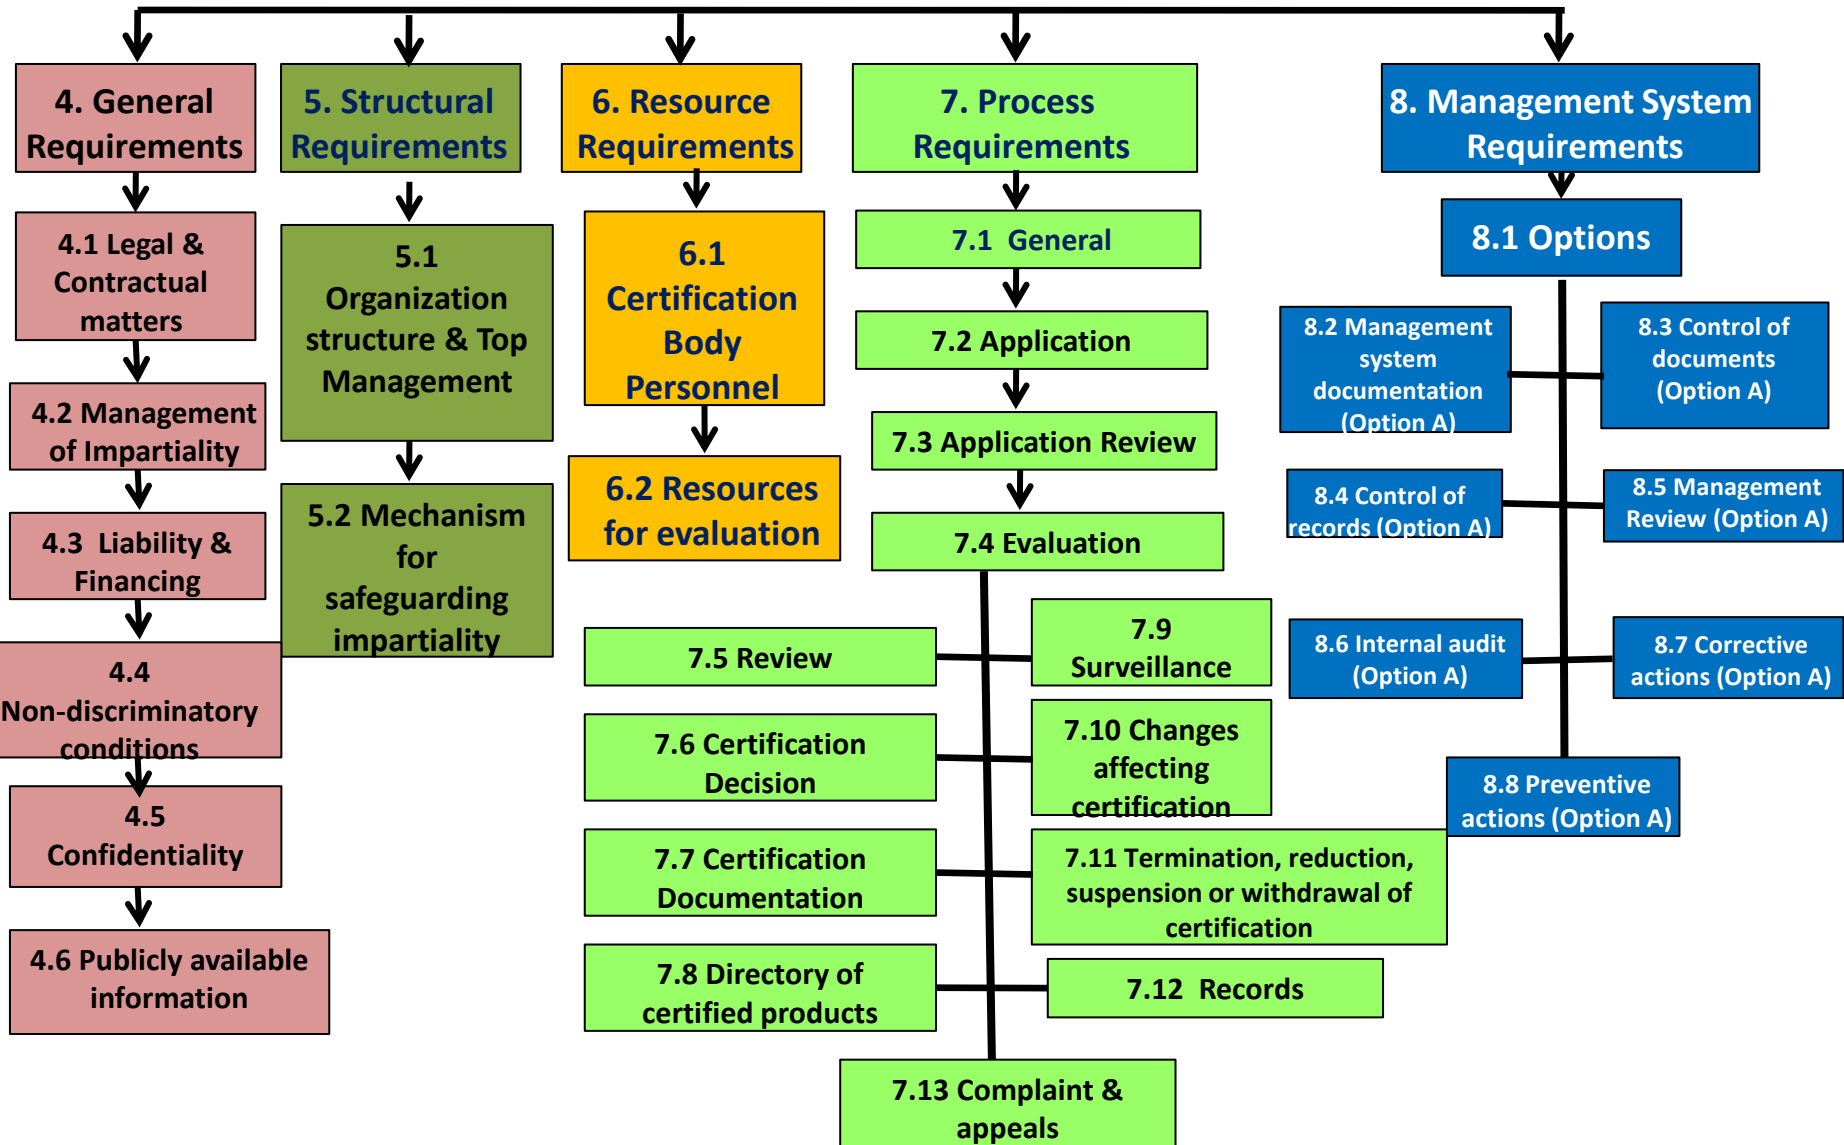 4. General
Requirements
4.1 Legal &
Contractual
matters
4.2 Management
of Impartiality
4.3 Liability &
Financing
4.4
Non-discriminatory
conditions
4.5
Confidentiality
4.6 Publicly available
information
5. Structural
Requirements
5.1
Organization
structure & Top
Management
5.2 Mechanism
for
safeguarding
impartiality
6. Resource
Requirements
6.1
Certification
Body
Personnel
6.2 Resources
for evaluation
7. Process
Requirements
7.1 General
7.2 Application
7.3 Application Review
7.4 Evaluation
7.5 Review
7.6 Certification
Decision
7.7 Certification
Documentation
7.8 Directory of
certified products
7.9
Surveillance
7.10 Changes
affecting
certification
7.11 Termination, reduction,
suspension or withdrawal of
certification
7.12 Records
7.13 Complaint &
appeals
8. Management System
Requirements
8.1 Options
8.2 Management
system
documentation
(Option A)
8.3 Control of
documents
(Option A)
8.4 Control of
records (Option A)
8.5 Management
Review (Option A)
8.6 Internal audit
(Option A)
8.7 Corrective
actions (Option A)
8.8 Preventive
actions (Option A)